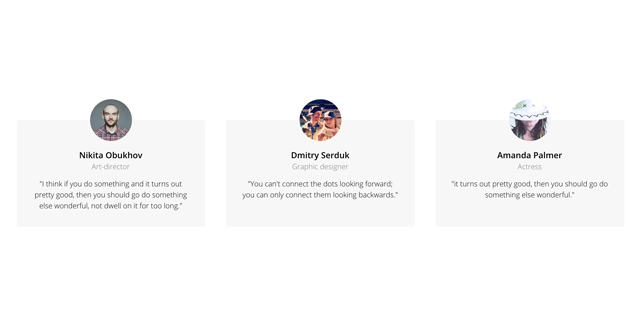 Nikita Obukhov
Art-director
"I think if you do something and it turns out
pretty good, then you should go do something
else wonderful, not dwell on it for too long."
Dmitry Serduk
Graphic designer
"You can't connect the dots looking forward;
you can only connect them looking backwards."
Amanda Palmer
Actress
"it turns out pretty good, then you should go do
something else wonderful."